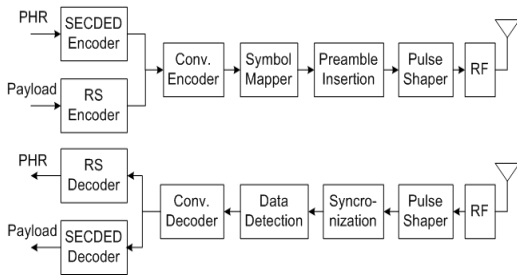 PHR
SECDED
Encoder
Payload
RS
Encoder
Conv.
Encoder
Symbol
Mapper
Preamble
Insertion
Pulse
Shaper
RF
PHR
RS
Decoder
Payload
SECDED
Decoder
Conv.
Decoder
Data
Detection
Syncro-
nization
Pulse
Shaper
RF